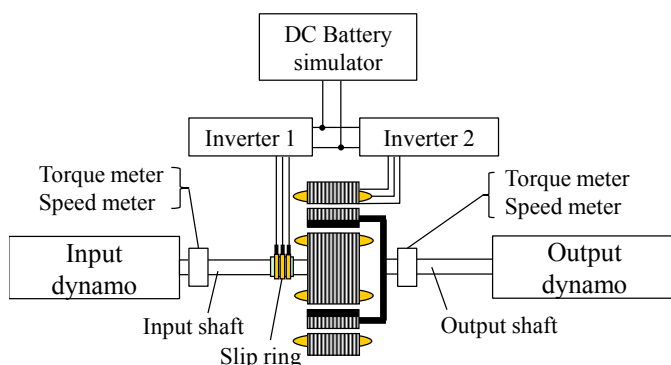 DC Battery
simulator
Inverter 1
Inverter 2
Torque meter
Speed meter
Torque meter
Speed meter
Input
dynamo
Output
dynamo
Input shaft
Output shaft
Slip ring